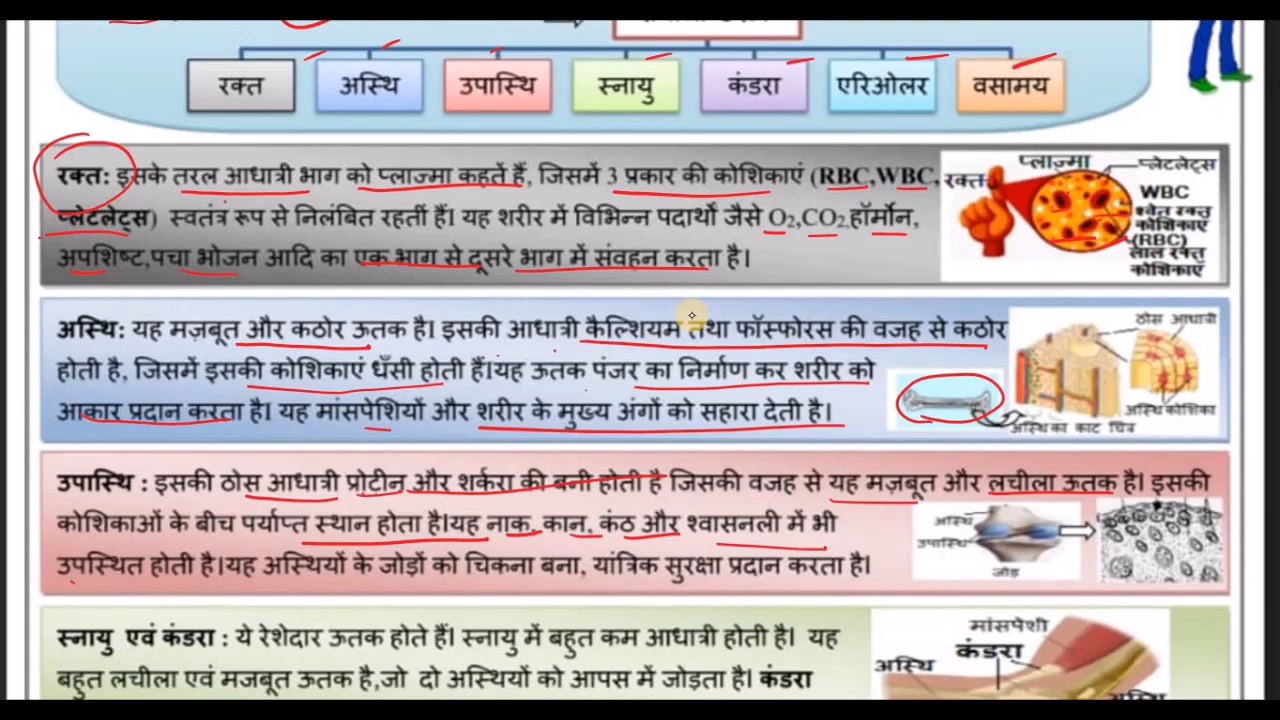 रक्त
अस्थि
उपास्थि
स्नायु
कंडरा
एरिओलर
वसामय
रक्त: इसके तरल आधात्री भाग को प्लाज्मा कहतें हैं, जिसमें 3 प्रकार की कोशिकाएं (RBC,WBC,
प्लेटलेट्स) स्वतंत्र रूप से निलंबित रहतीं हैं। यह शरीर में विभिन्न पदार्थों जैसे O₂,CO₂,हॉर्मोन,
अपशिष्ट,पचा भोजन आदि का एक भाग से दूसरे भाग में संवहन करता है।
रक्त
प्लाज्मा
प्लेटलेट्स
WBC
श्वेत रक्त
कोशिकाएँ
(RBC)
लाल रक्त
कोशिकाएँ
अस्थि: यह मज़बूत और कठोर ऊतक है। इसकी आधात्री कैल्शियम तथा फॉस्फोरस की वजह से कठोर
होती है, जिसमें इसकी कोशिकाएं धँसी होती हैं।यह ऊतक पंजर का निर्माण कर शरीर को
आकार प्रदान करता है। यह मांसपेशियों और शरीर के मुख्य अंगों को सहारा देती है।
ठोस आधात्री
अस्थि कोशिका
अस्थि का काट चित्र
उपास्थि : इसकी ठोस आधात्री प्रोटीन और शर्करा की बनी होती है जिसकी वजह से यह मज़बूत और लचीला ऊतक है। इसकी
कोशिकाओं के बीच पर्याप्त स्थान होता है।यह नाक, कान, कंठ और श्वासनली में भी
उपस्थित होती है।यह अस्थियों के जोड़ों को चिकना बना, यांत्रिक सुरक्षा प्रदान करता है।
अस्थि
उपास्थि
जोड़
स्नायु एवं कंडरा : ये रेशेदार ऊतक होते हैं। स्नायु में बहुत कम आधात्री होती है। यह
बहुत लचीला एवं मजबूत ऊतक है,जो दो अस्थियों को आपस में जोड़ता है। कंडरा
मांसपेशी
कंडरा
अस्थि